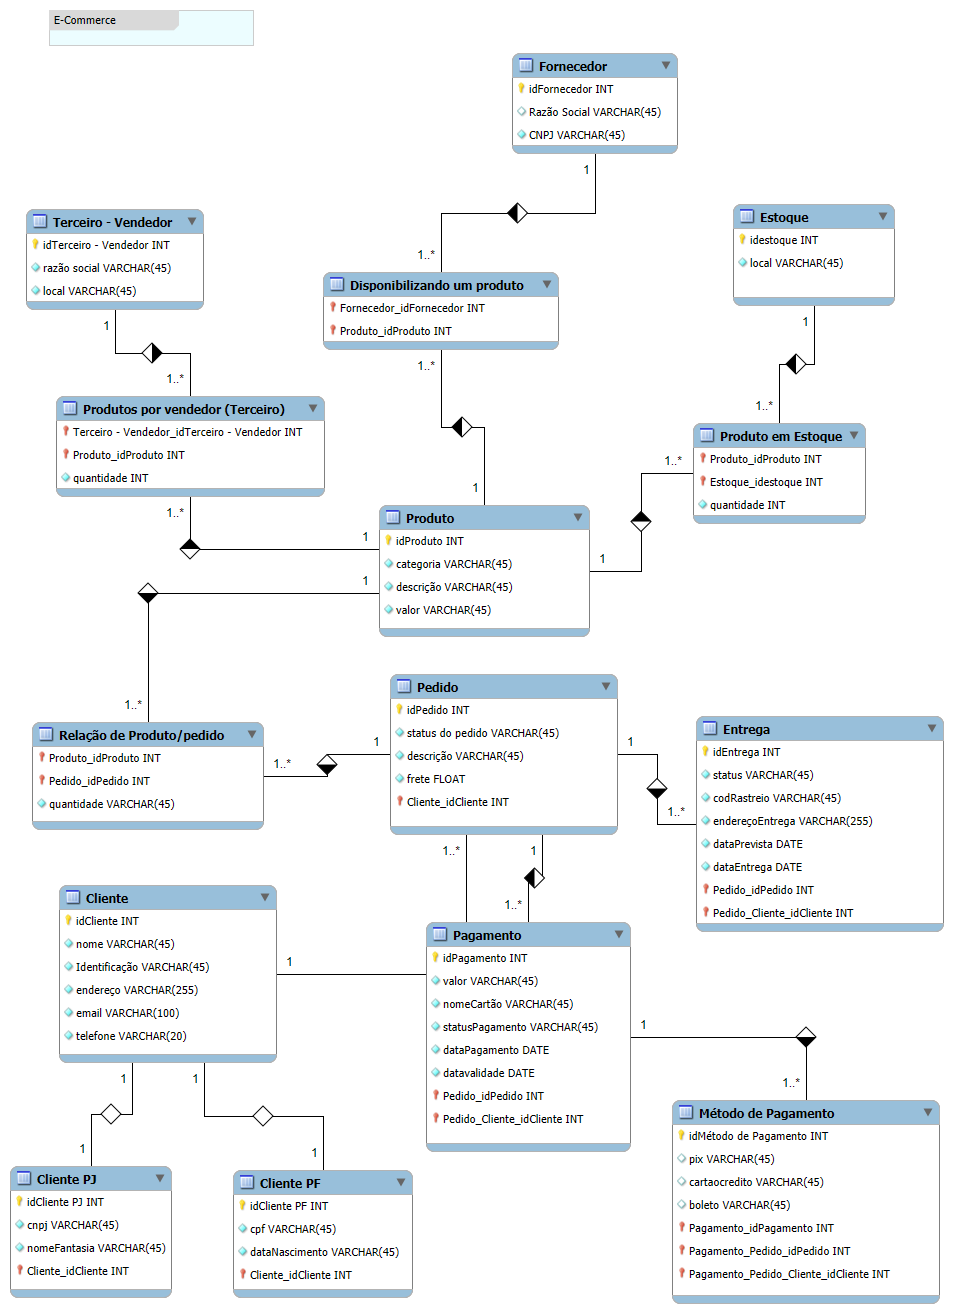 E-Commerce
Fornecedor
idFornecedor INT
Razão Social VARCHAR(45)
CNPJ VARCHAR(45)
1
1..*
Terceiro - Vendedor
idTerceiro - Vendedor INT
razão social VARCHAR(45)
local VARCHAR(45)
1
1..*
Estoque
idestoque INT
local VARCHAR(45)
1
1..*
Disponibilizando um produto
Fornecedor_idFornecedor INT
Produto_idProduto INT
1..*
1
Produtos por vendedor (Terceiro)
Terceiro - Vendedor_idTerceiro - Vendedor INT
Produto_idProduto INT
quantidade INT
1..*
1
Produto em Estoque
Produto_idProduto INT
Estoque_idestoque INT
quantidade INT
1..*
1
Produto
idProduto INT
categoria VARCHAR(45)
descrição VARCHAR(45)
valor VARCHAR(45)
1
1..*
Pedido
idPedido INT
status do pedido VARCHAR(45)
descrição VARCHAR(45)
frete FLOAT
Cliente_idCliente INT
1
1..*
1
1..*
1..*
1
1..*
Relação de Produto/pedido
Produto_idProduto INT
Pedido_idPedido INT
quantidade VARCHAR(45)
Entrega
idEntrega INT
status VARCHAR(45)
codRastreio VARCHAR(45)
endereçoEntrega VARCHAR(255)
dataPrevista DATE
dataEntrega DATE
Pedido_idPedido INT
Pedido_Cliente_idCliente INT
Cliente
idCliente INT
nome VARCHAR(45)
Identificação VARCHAR(45)
endereço VARCHAR(255)
email VARCHAR(100)
telefone VARCHAR(20)
1
1
1
1
1
Pagamento
idPagamento INT
valor VARCHAR(45)
nomeCartão VARCHAR(45)
statusPagamento VARCHAR(45)
dataPagamento DATE
datavalidade DATE
Pedido_idPedido INT
Pedido_Cliente_idCliente INT
1
1..*
Cliente PJ
idCliente PJ INT
cnpj VARCHAR(45)
nomeFantasia VARCHAR(45)
Cliente_idCliente INT
Cliente PF
idCliente PF INT
cpf VARCHAR(45)
dataNascimento VARCHAR(45)
Cliente_idCliente INT
Método de Pagamento
idMétodo de Pagamento INT
pix VARCHAR(45)
cartaocredito VARCHAR(45)
boleto VARCHAR(45)
Pagamento_idPagamento INT
Pagamento_Pedido_idPedido INT
Pagamento_Pedido_Cliente_idCliente INT